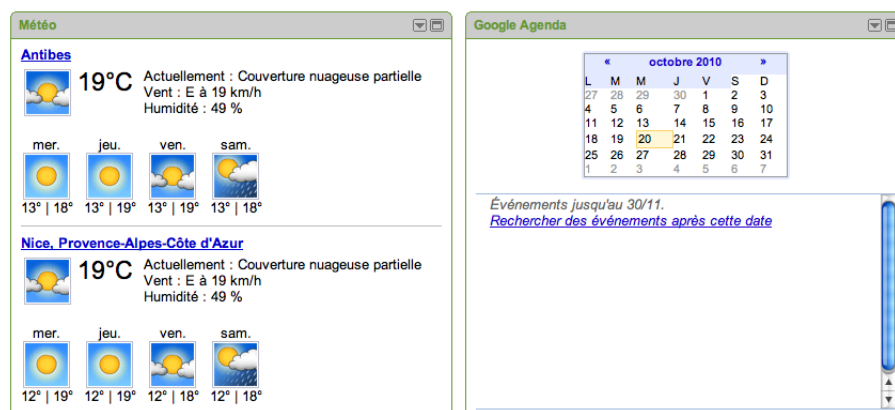 Météo
Antibes
19°C
Actuellement : Couverture nuageuse partielle
Vent : E à 19 km/h
Humidité : 49 %
mer. jeu. ven. sam.
13° | 18° 13° | 19° 13° | 19° 13° | 18°
Nice, Provence-Alpes-Côte d'Azur
19°C
Actuellement : Couverture nuageuse partielle
Vent : E à 19 km/h
Humidité : 49 %
mer. jeu. ven. sam.
12° | 19° 12° | 19° 12° | 18° 12° | 18°
Google Agenda
« octobre 2010 »
L M M J V S D
27 28 29 30 1 2 3
4 5 6 7 8 9 10
11 12 13 14 15 16 17
18 19 20 21 22 23 24
25 26 27 28 29 30 31
1 2 3 4 5 6 7
Événements jusqu'au 30/11.
Rechercher des événements après cette date